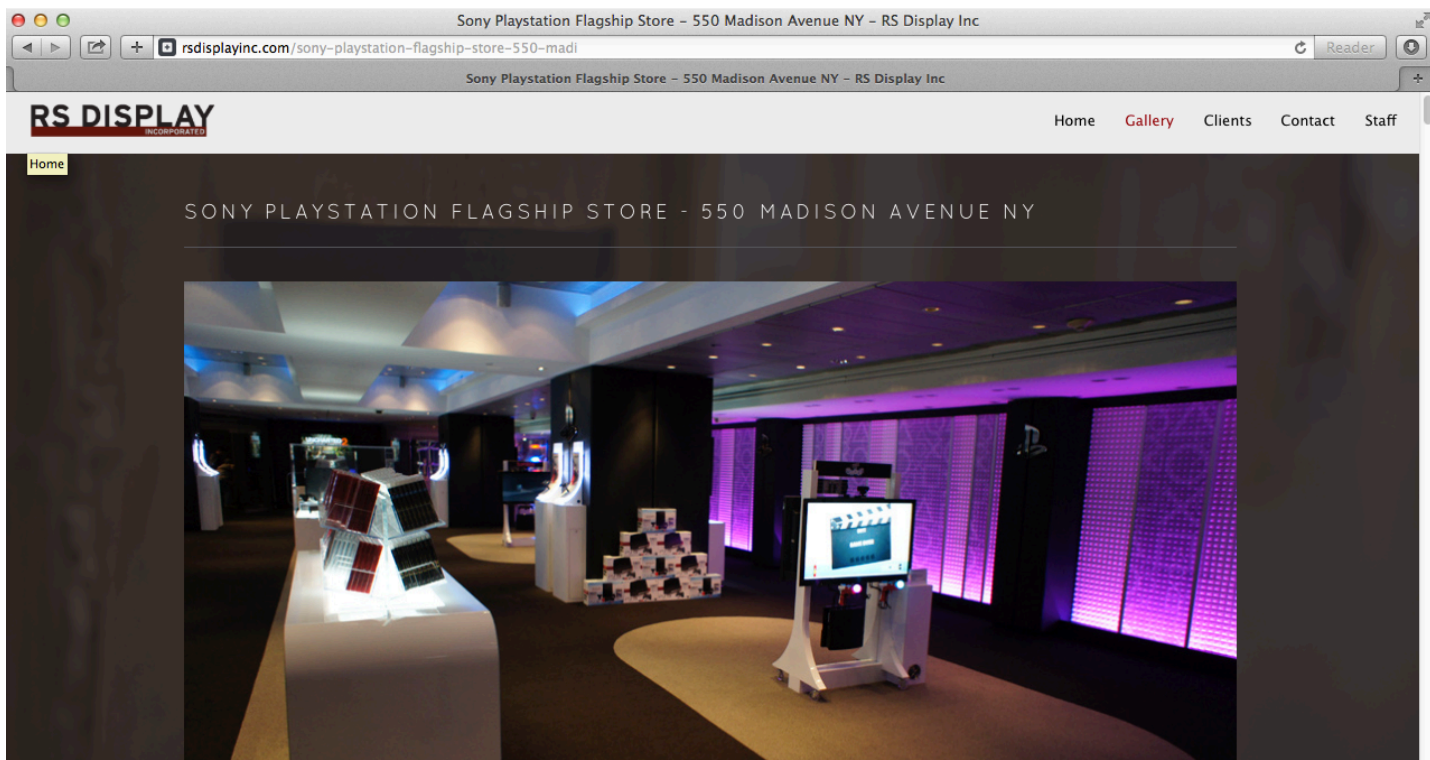 Sony Playstation Flagship Store – 550 Madison Avenue NY – RS Display Inc
rsdisplayinc.com/sony-playstation-flagship-store-550-madi
Reader
Sony Playstation Flagship Store – 550 Madison Avenue NY – RS Display Inc
RS DISPLAY
INCORPORATED
Home Gallery Clients Contact Staff
Home
SONY PLAYSTATION FLAGSHIP STORE - 550 MADISON AVENUE NY